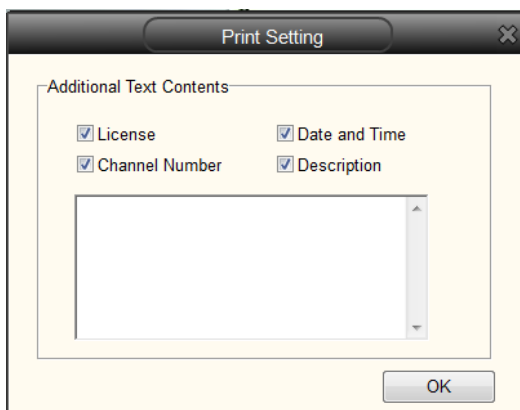 Print Setting
Additional Text Contents
License Date and Time
Channel Number Description
OK